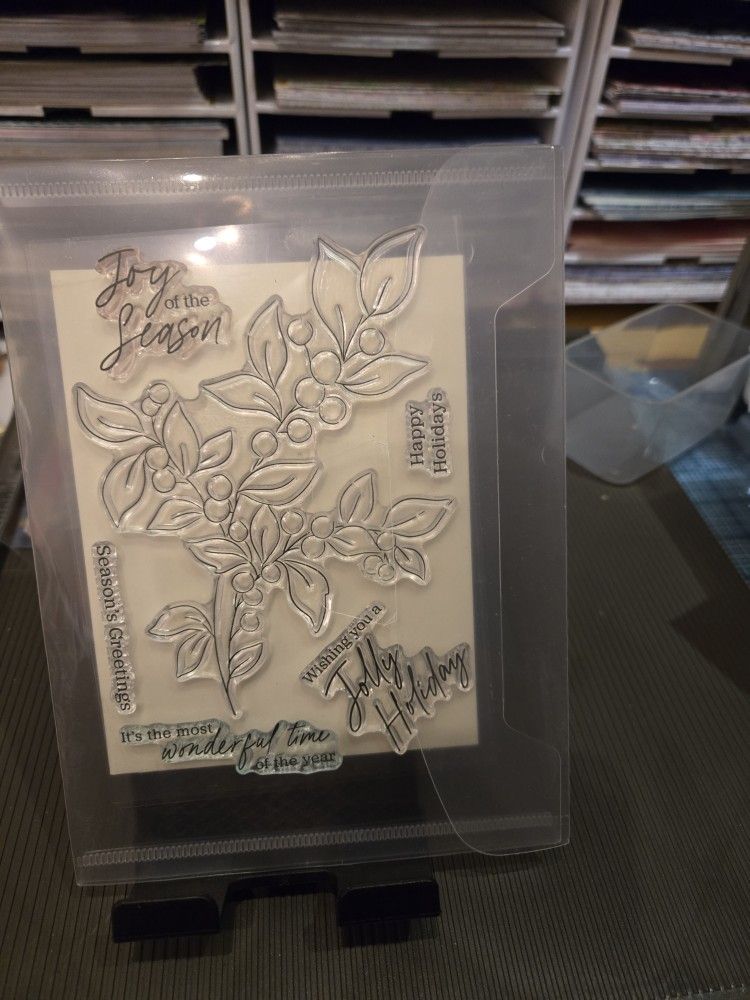 Joy
of the
Season
Happy
Holidays
Season's Greetings
Wishing you a
Jolly
Holiday
It's the most
wonderful time
of the year